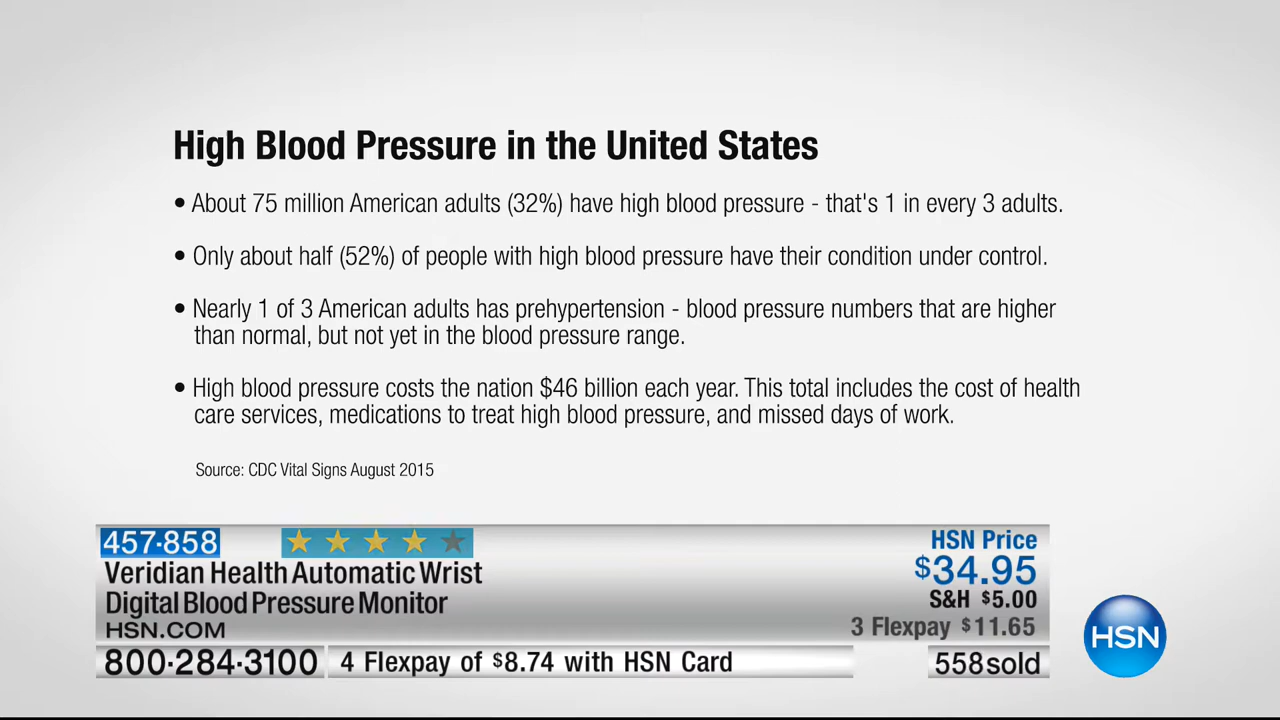 High Blood Pressure in the United States
• About 75 million American adults (32%) have high blood pressure - that's 1 in every 3 adults.
• Only about half (52%) of people with high blood pressure have their condition under control.
• Nearly 1 of 3 American adults has prehypertension - blood pressure numbers that are higher
than normal, but not yet in the blood pressure range.
• High blood pressure costs the nation $46 billion each year. This total includes the cost of health
care services, medications to treat high blood pressure, and missed days of work.
Source: CDC Vital Signs August 2015
457·858
Veridian Health Automatic Wrist
Digital Blood Pressure Monitor
HSN.COM
HSN Price
$34.95
S&H $5.00
3 Flexpay $11.65
800·284·3100
4 Flexpay of $8.74 with HSN Card
558 sold
HSN